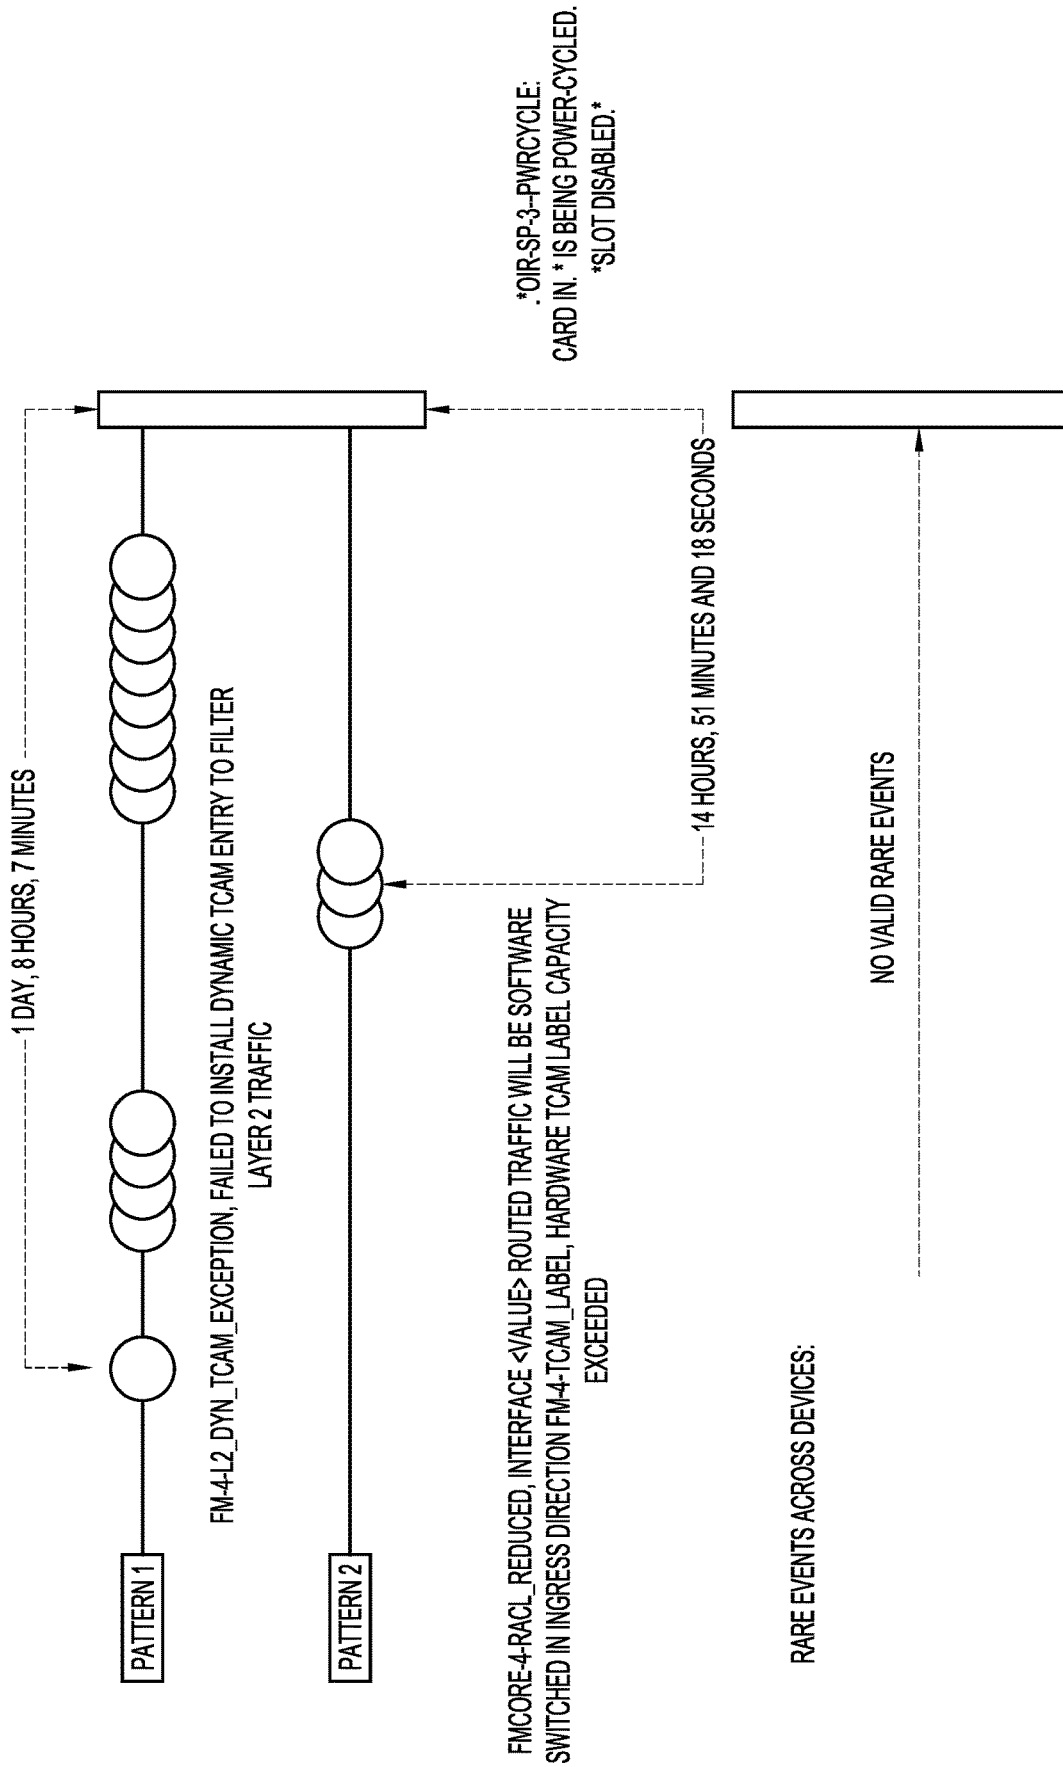 1 DAY, 8 HOURS, 7 MINUTES
PATTERN 1
FM-4-L2_DYN_TCAM_EXCEPTION, FAILED TO INSTALL DYNAMIC TCAM ENTRY TO FILTER
LAYER 2 TRAFFIC
PATTERN 2
FMCORE-4-RACL_REDUCED, INTERFACE <VALUE> ROUTED TRAFFIC WILL BE SOFTWARE
SWITCHED IN INGRESS DIRECTION FM-4-TCAM_LABEL, HARDWARE TCAM LABEL CAPACITY
EXCEEDED
.*OIR-SP-3--PWRCYCLE:
CARD IN. * IS BEING POWER-CYCLED.
*SLOT DISABLED.*
14 HOURS, 51 MINUTES AND 18 SECONDS
RARE EVENTS ACROSS DEVICES:
NO VALID RARE EVENTS